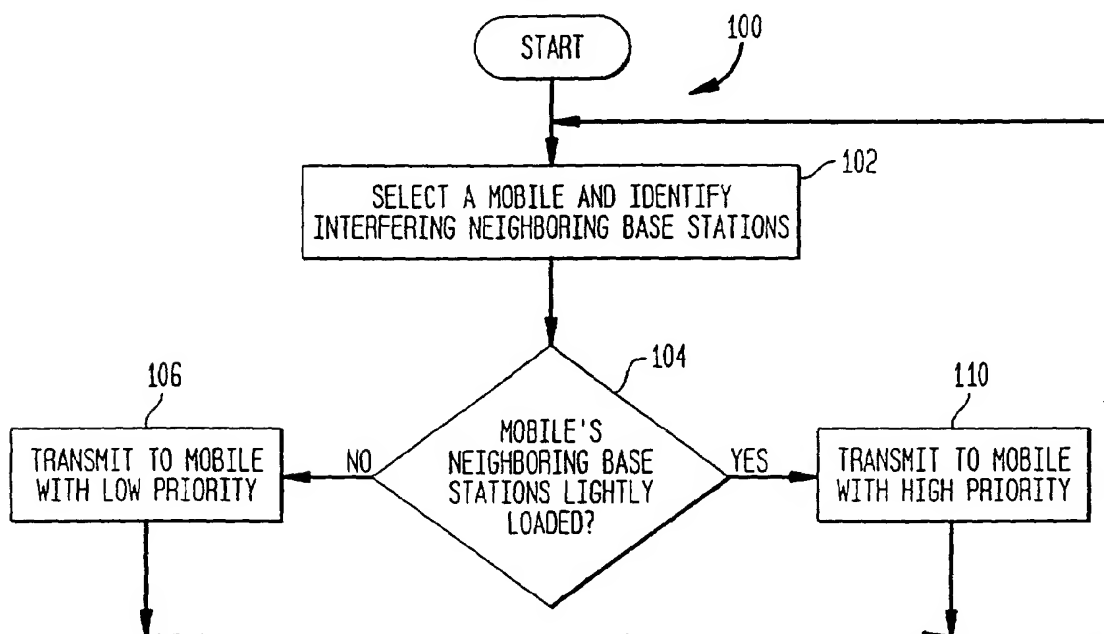 START
100
SELECT A MOBILE AND IDENTIFY
INTERFERING NEIGHBORING BASE STATIONS
102
104
MOBILE'S
NEIGHBORING BASE
STATIONS LIGHTLY
LOADED?
NO
YES
106
TRANSMIT TO MOBILE
WITH LOW PRIORITY
110
TRANSMIT TO MOBILE
WITH HIGH PRIORITY